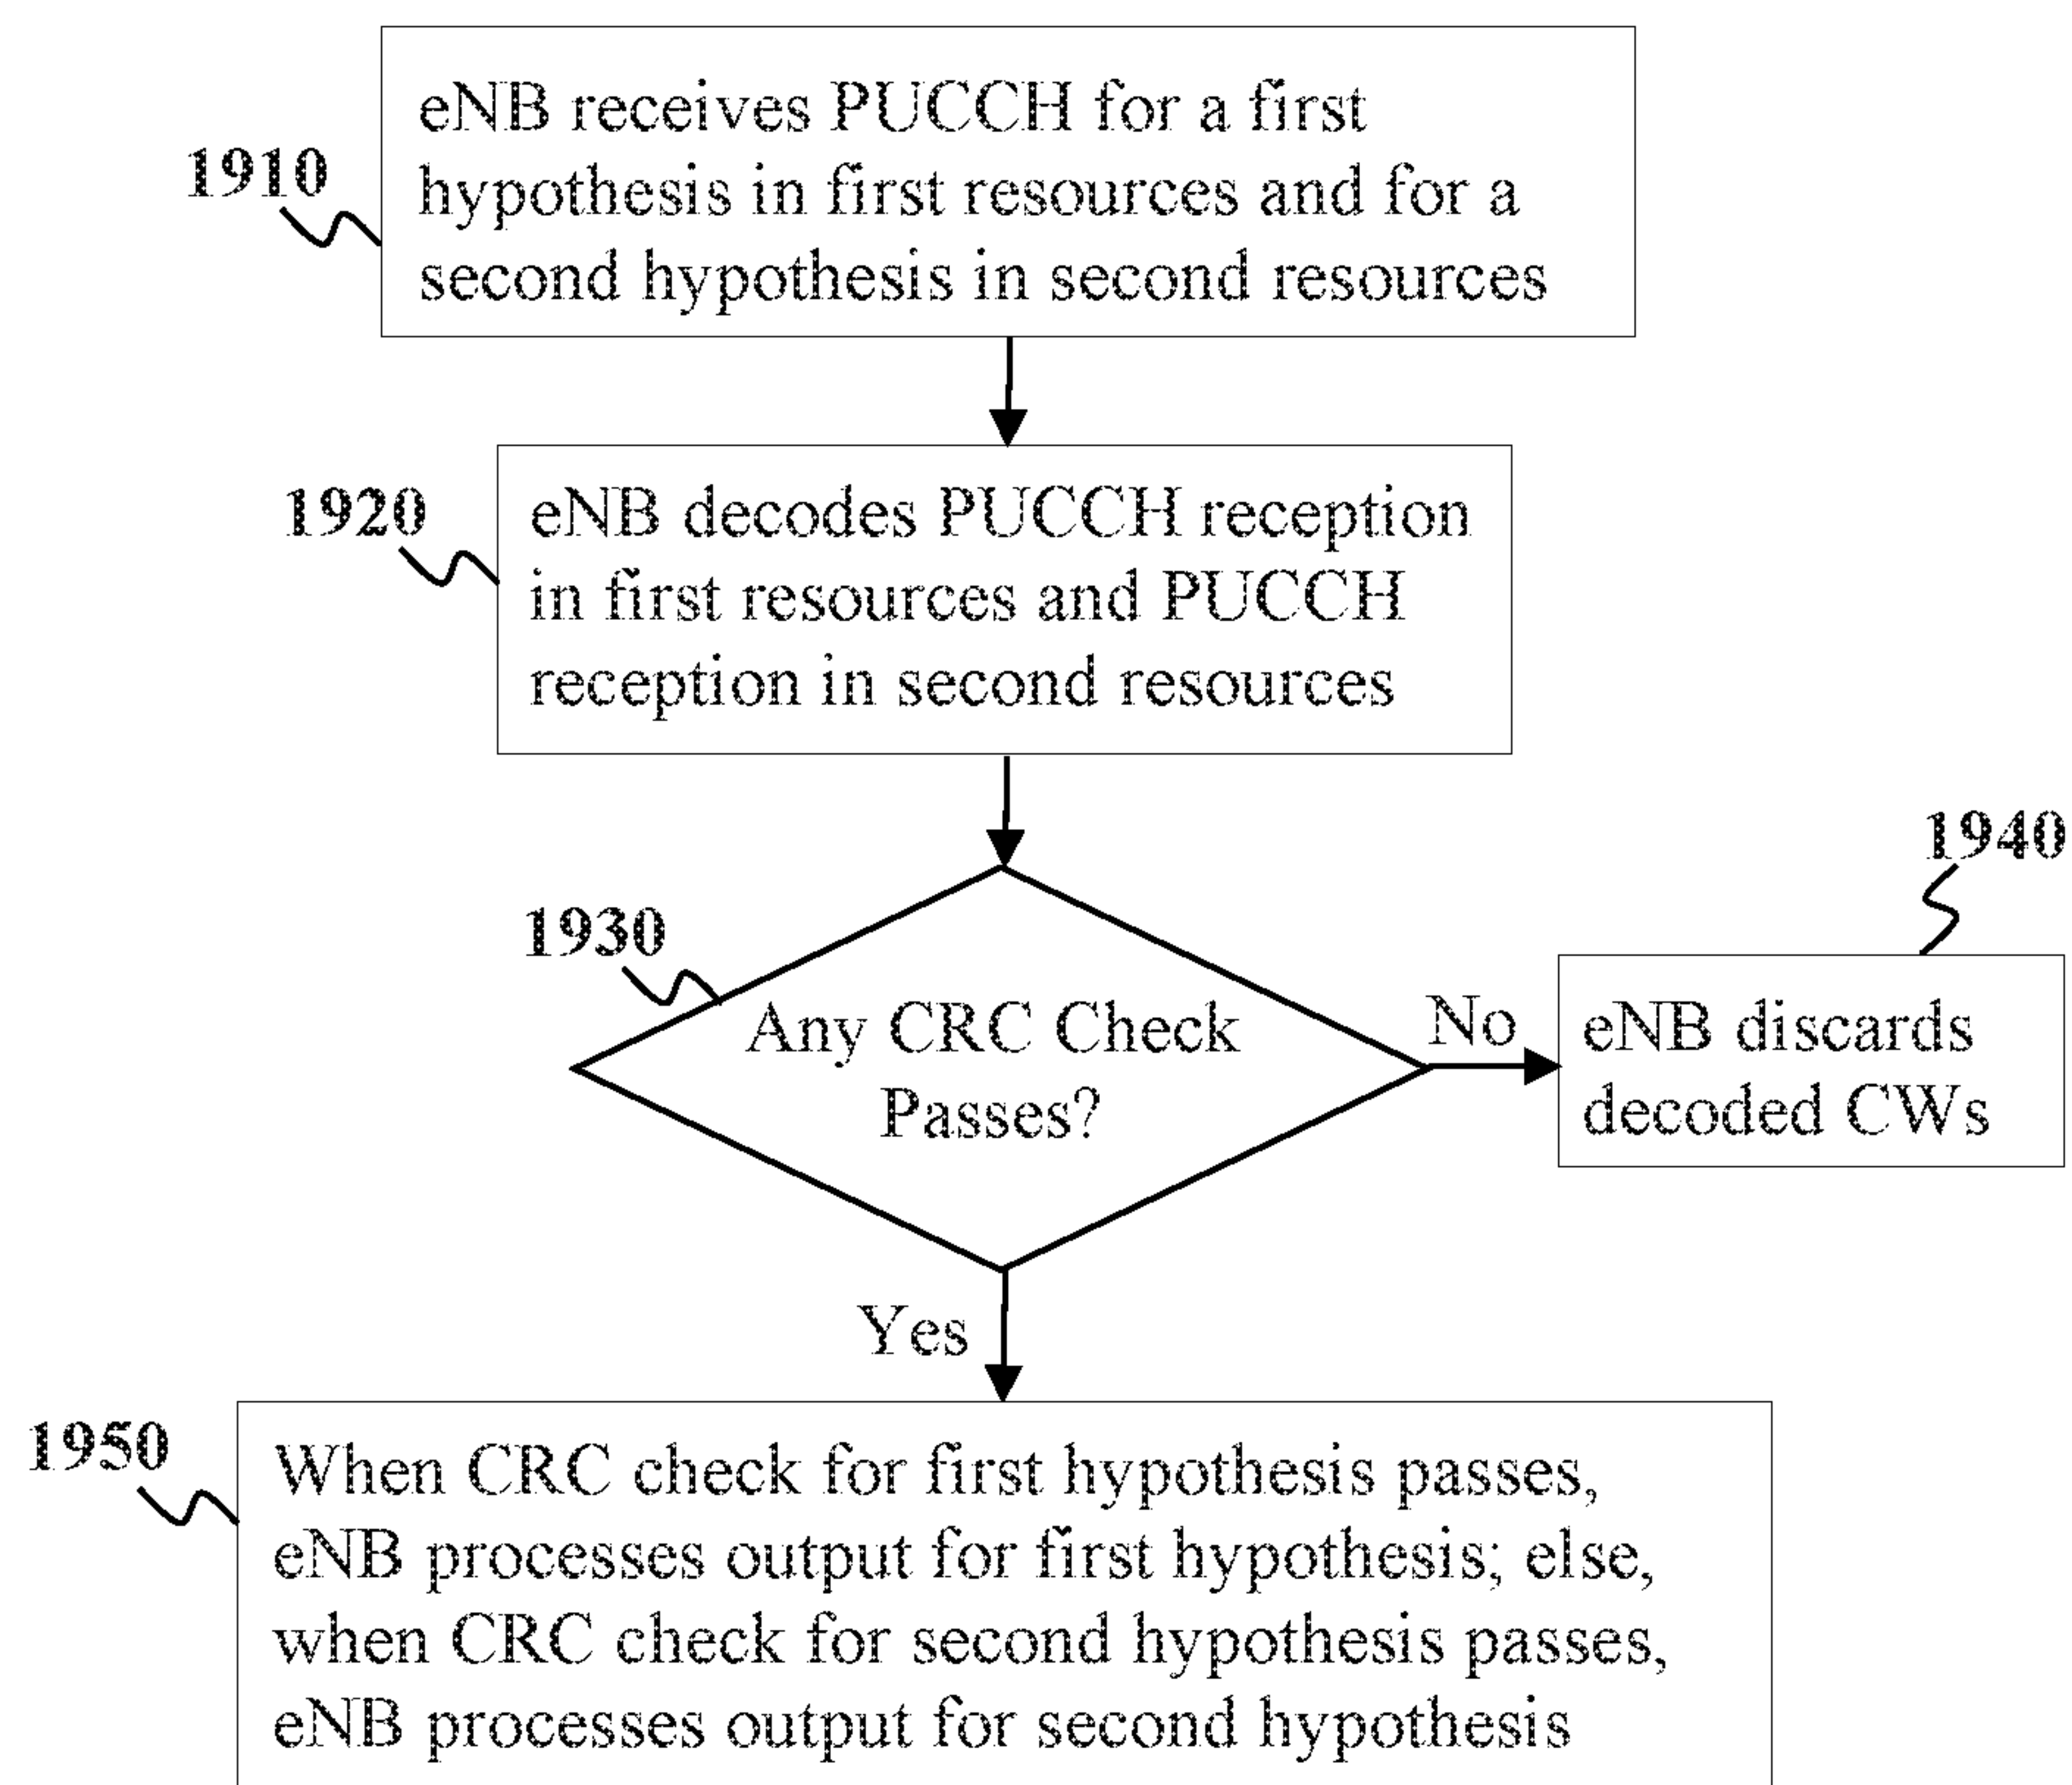 eNB receives PUCCH for a first
1910
hypothesis in first resources and for a
second hypothesis in second resources
1920
eNB decodes PUCCH reception
in first resources and PUCCH
reception in second resources
1940
1930
Any CRC Check
Passes?
No
eNB discards
decoded CWs
Yes
1950
When CRC check for first hypothesis passes,
eNB processes output for first hypothesis; else,
when CRC check for second hypothesis passes,
eNB processes output for second hypothesis